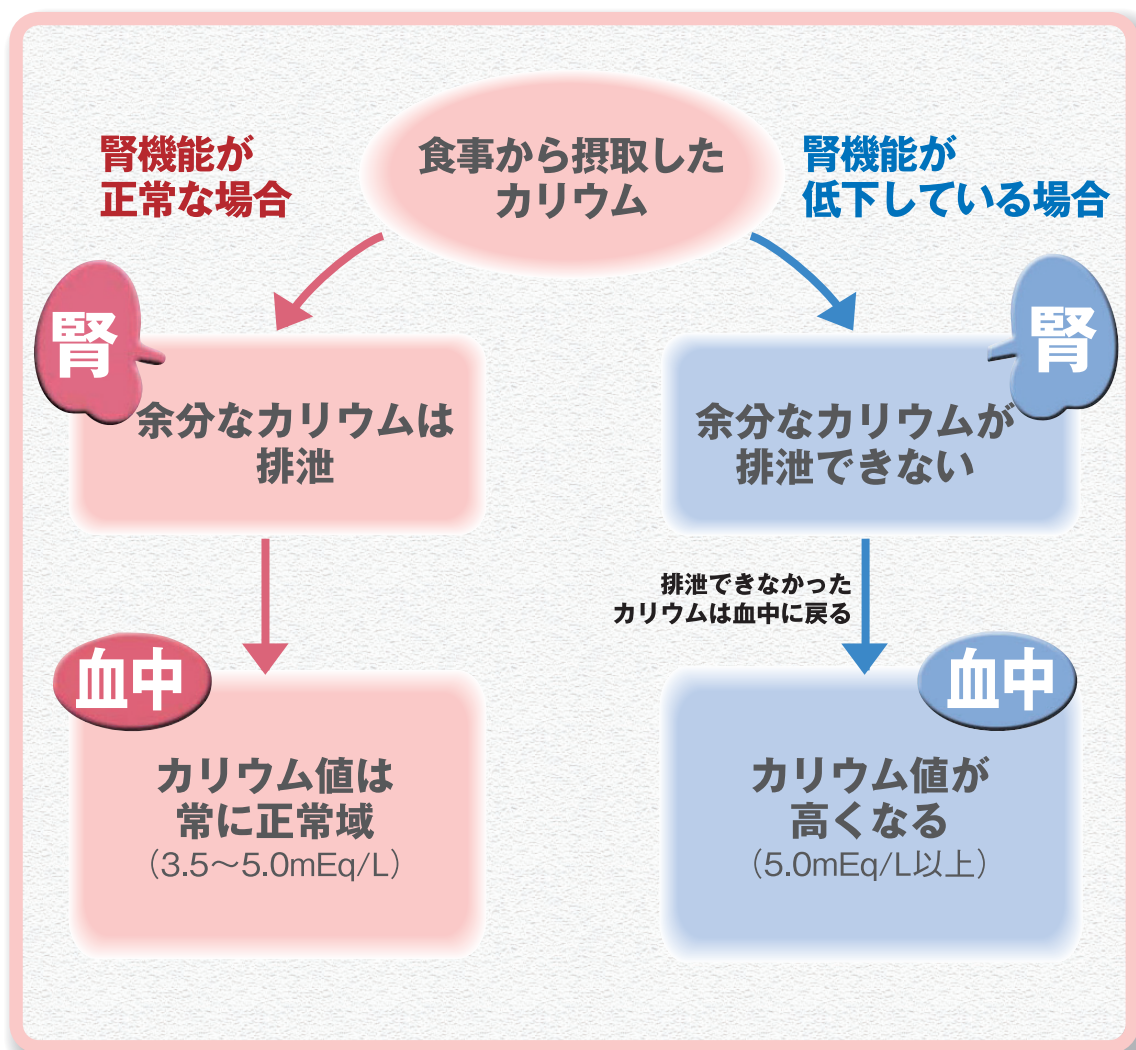 食事から摂取した
カリウム
腎機能が
正常な場合
腎
余分なカリウムは
排泄
血中
カリウム値は
常に正常域
（3.5～5.0mEq/L）
腎機能が
低下している場合
腎
余分なカリウムが
排泄できない
排泄できなかった
カリウムは血中に戻る
血中
カリウム値が
高くなる
（5.0mEq/L以上）